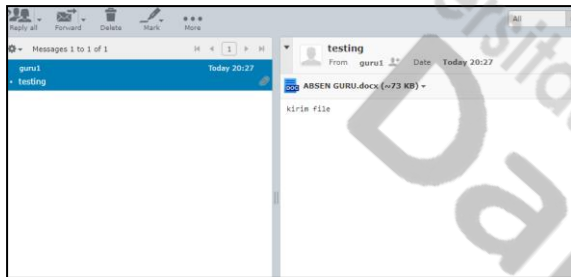 Reply all Forward Delete Mark More
All
Messages 1 to 1 of 1 1
guru1 Today 20:27
testing
testing
From guru1 Date Today 20:27
ABSEN GURU.docx (~73 KB)
kirim file